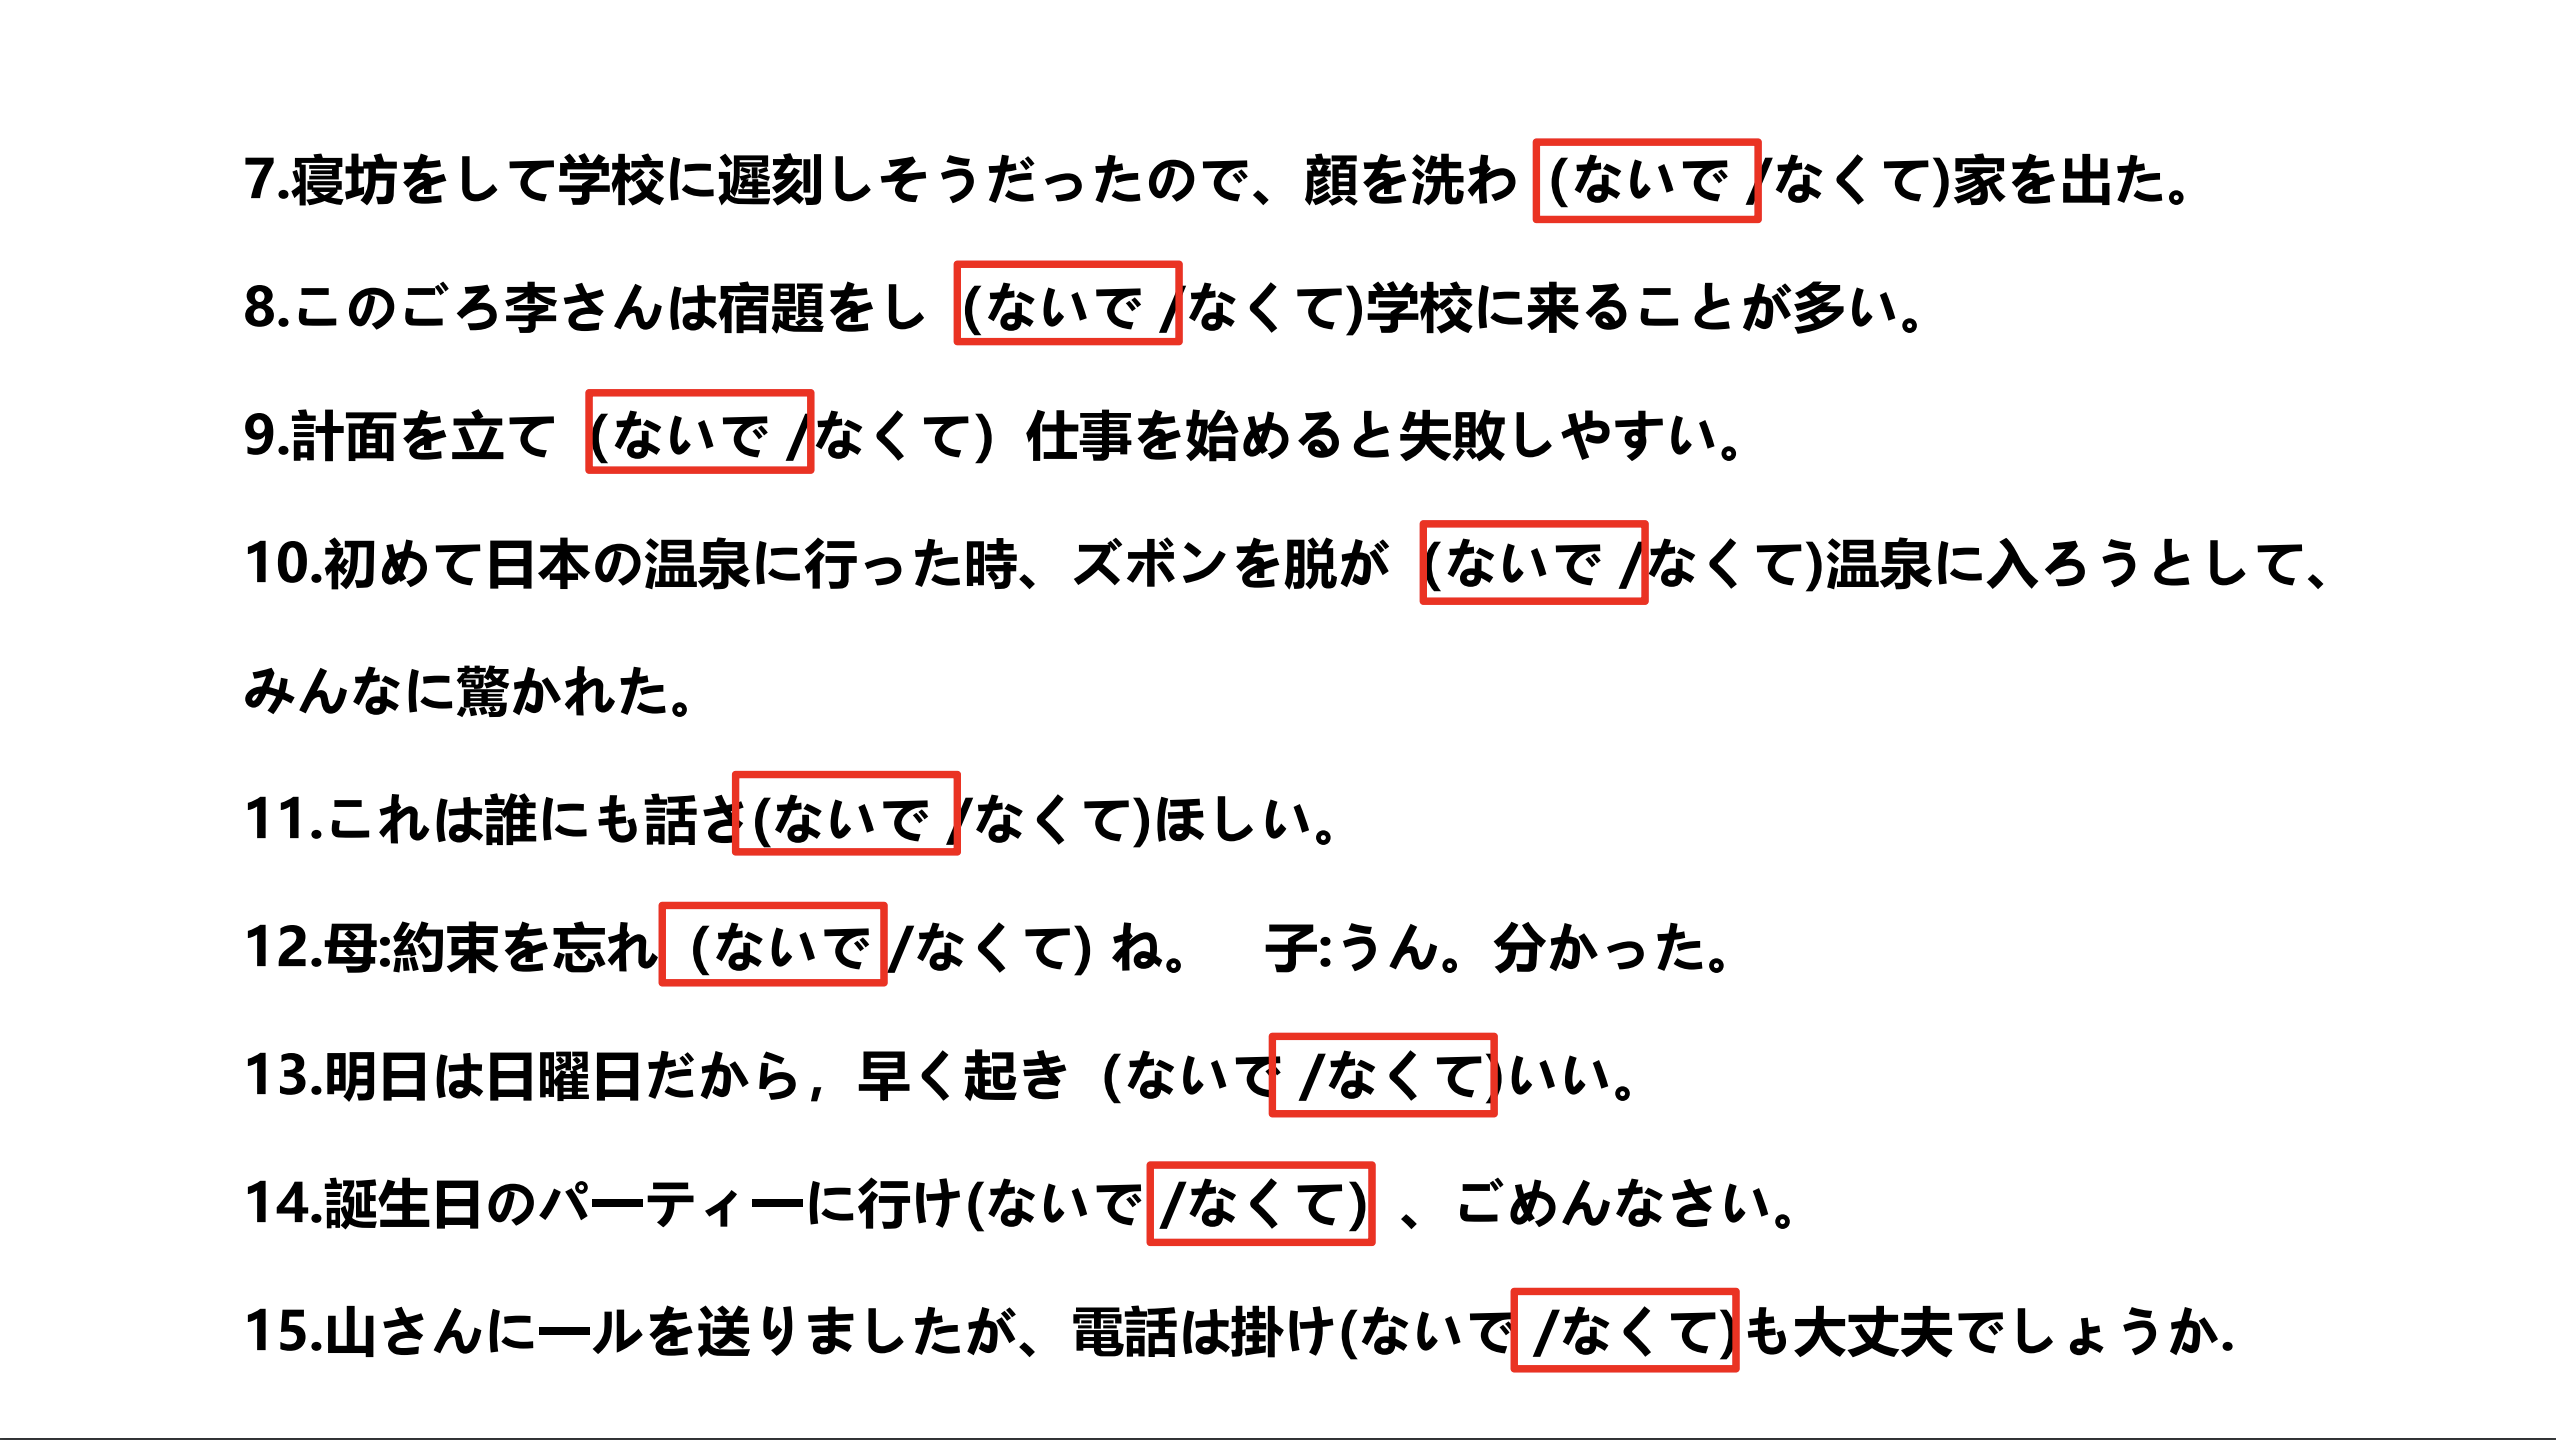 7.寝坊をして学校に遅刻しそうだったので、顔を洗わ (ないで /なくて)家を出た。
8.このごろ李さんは宿題をし (ないで /なくて)学校に来ることが多い。
9.計面を立て (ないで /なくて) 仕事を始めると失敗しやすい。
10.初めて日本の温泉に行った時、ズボンを脱が (ないで /なくて)温泉に入ろうとして、
みんなに驚かれた。
11.これは誰にも話さ(ないで /なくて)ほしい。
12.母:約束を忘れ (ないで /なくて) ね。 子:うん。分かった。
13.明日は日曜日だから，早く起き (ないで /なくて)いい。
14.誕生日のパーティーに行け(ないで /なくて) 、ごめんなさい。
15.山さんにールを送りましたが、電話は掛け(ないで /なくて)も大丈夫でしょうか.